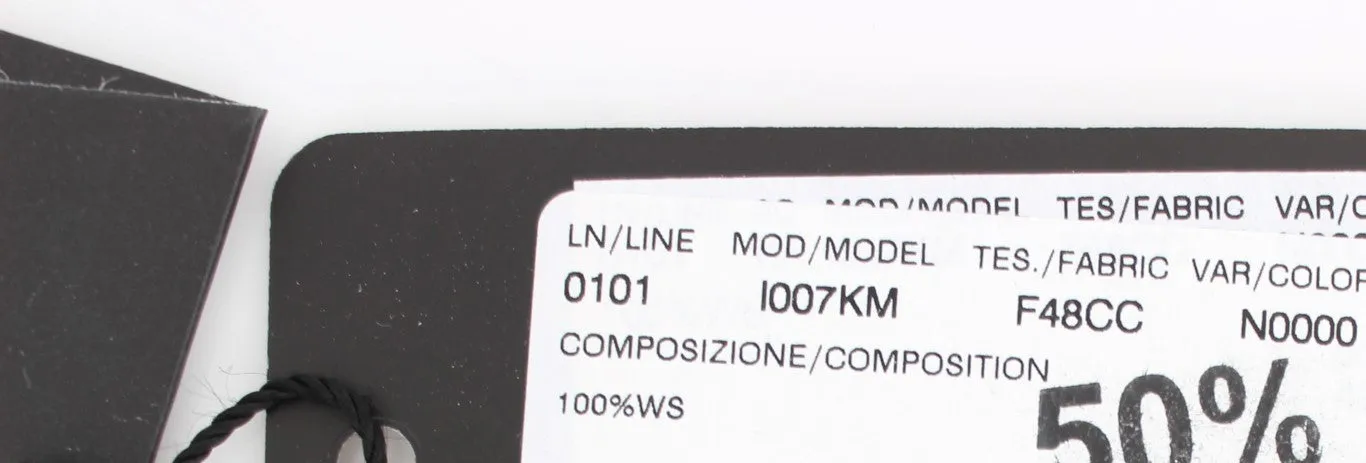 MOD/MODEL TES/FABRIC
LN/LINE MOD/MODEL TES./FABRIC VAR/COLOR
0101 I007KM F48CC N0000
COMPOSIZIONE/COMPOSITION
100%WS
50%